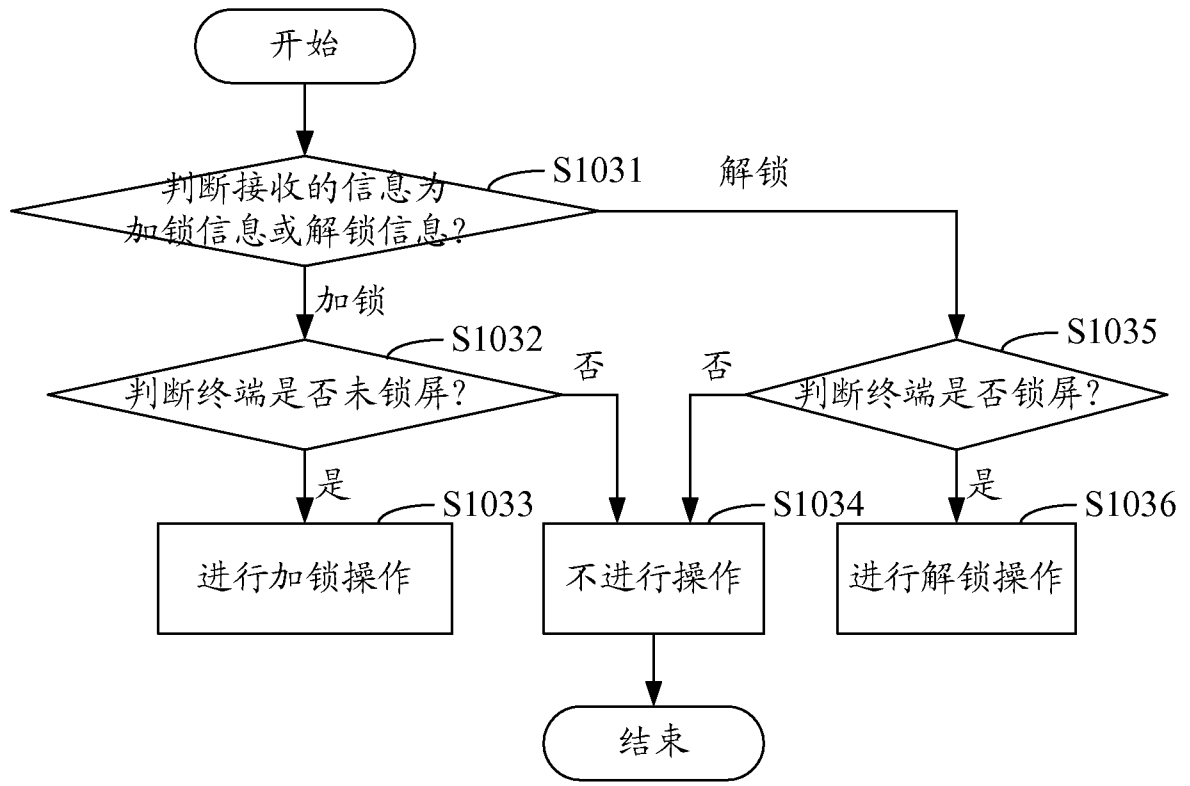 开始
S1031
解锁
判断接收的信息为
加锁信息或解锁信息?
加锁
S1032
S1035
否
否
判断终端是否未锁屏?
判断终端是否锁屏?
是
是
S1033
S1034
S1036
进行加锁操作
不进行操作
进行解锁操作
结束